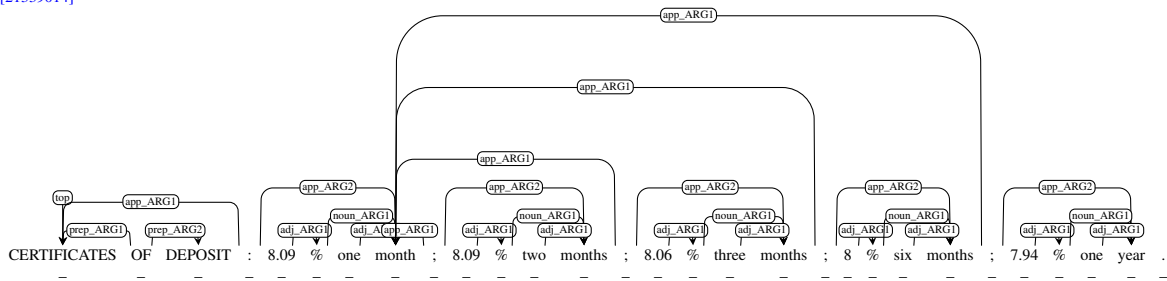 app_ARG1
app_ARG1
app_ARG1
app_ARG2 app_ARG2 app_ARG2 app_ARG2 app_ARG2
top app_ARG1
noun_ARG1 noun_ARG1 noun_ARG1 noun_ARG1 noun_ARG1
prep_ARG1 prep_ARG2 adj_ARG1 app_ARG1 adj_ARG1 adj_ARG1 adj_ARG1 adj_ARG1 adj_ARG1 adj_ARG1 adj_ARG1 adj_ARG1
CERTIFICATES OF DEPOSIT : 8.09 % one month ; 8.09 % two months ; 8.06 % three months ; 8 % six months ; 7.94 % one year .
_ _ _ _ _ _ _ _ _ _ _ _ _ _ _ _ _ _ _ _ _ _ _ _ _ _ _ _